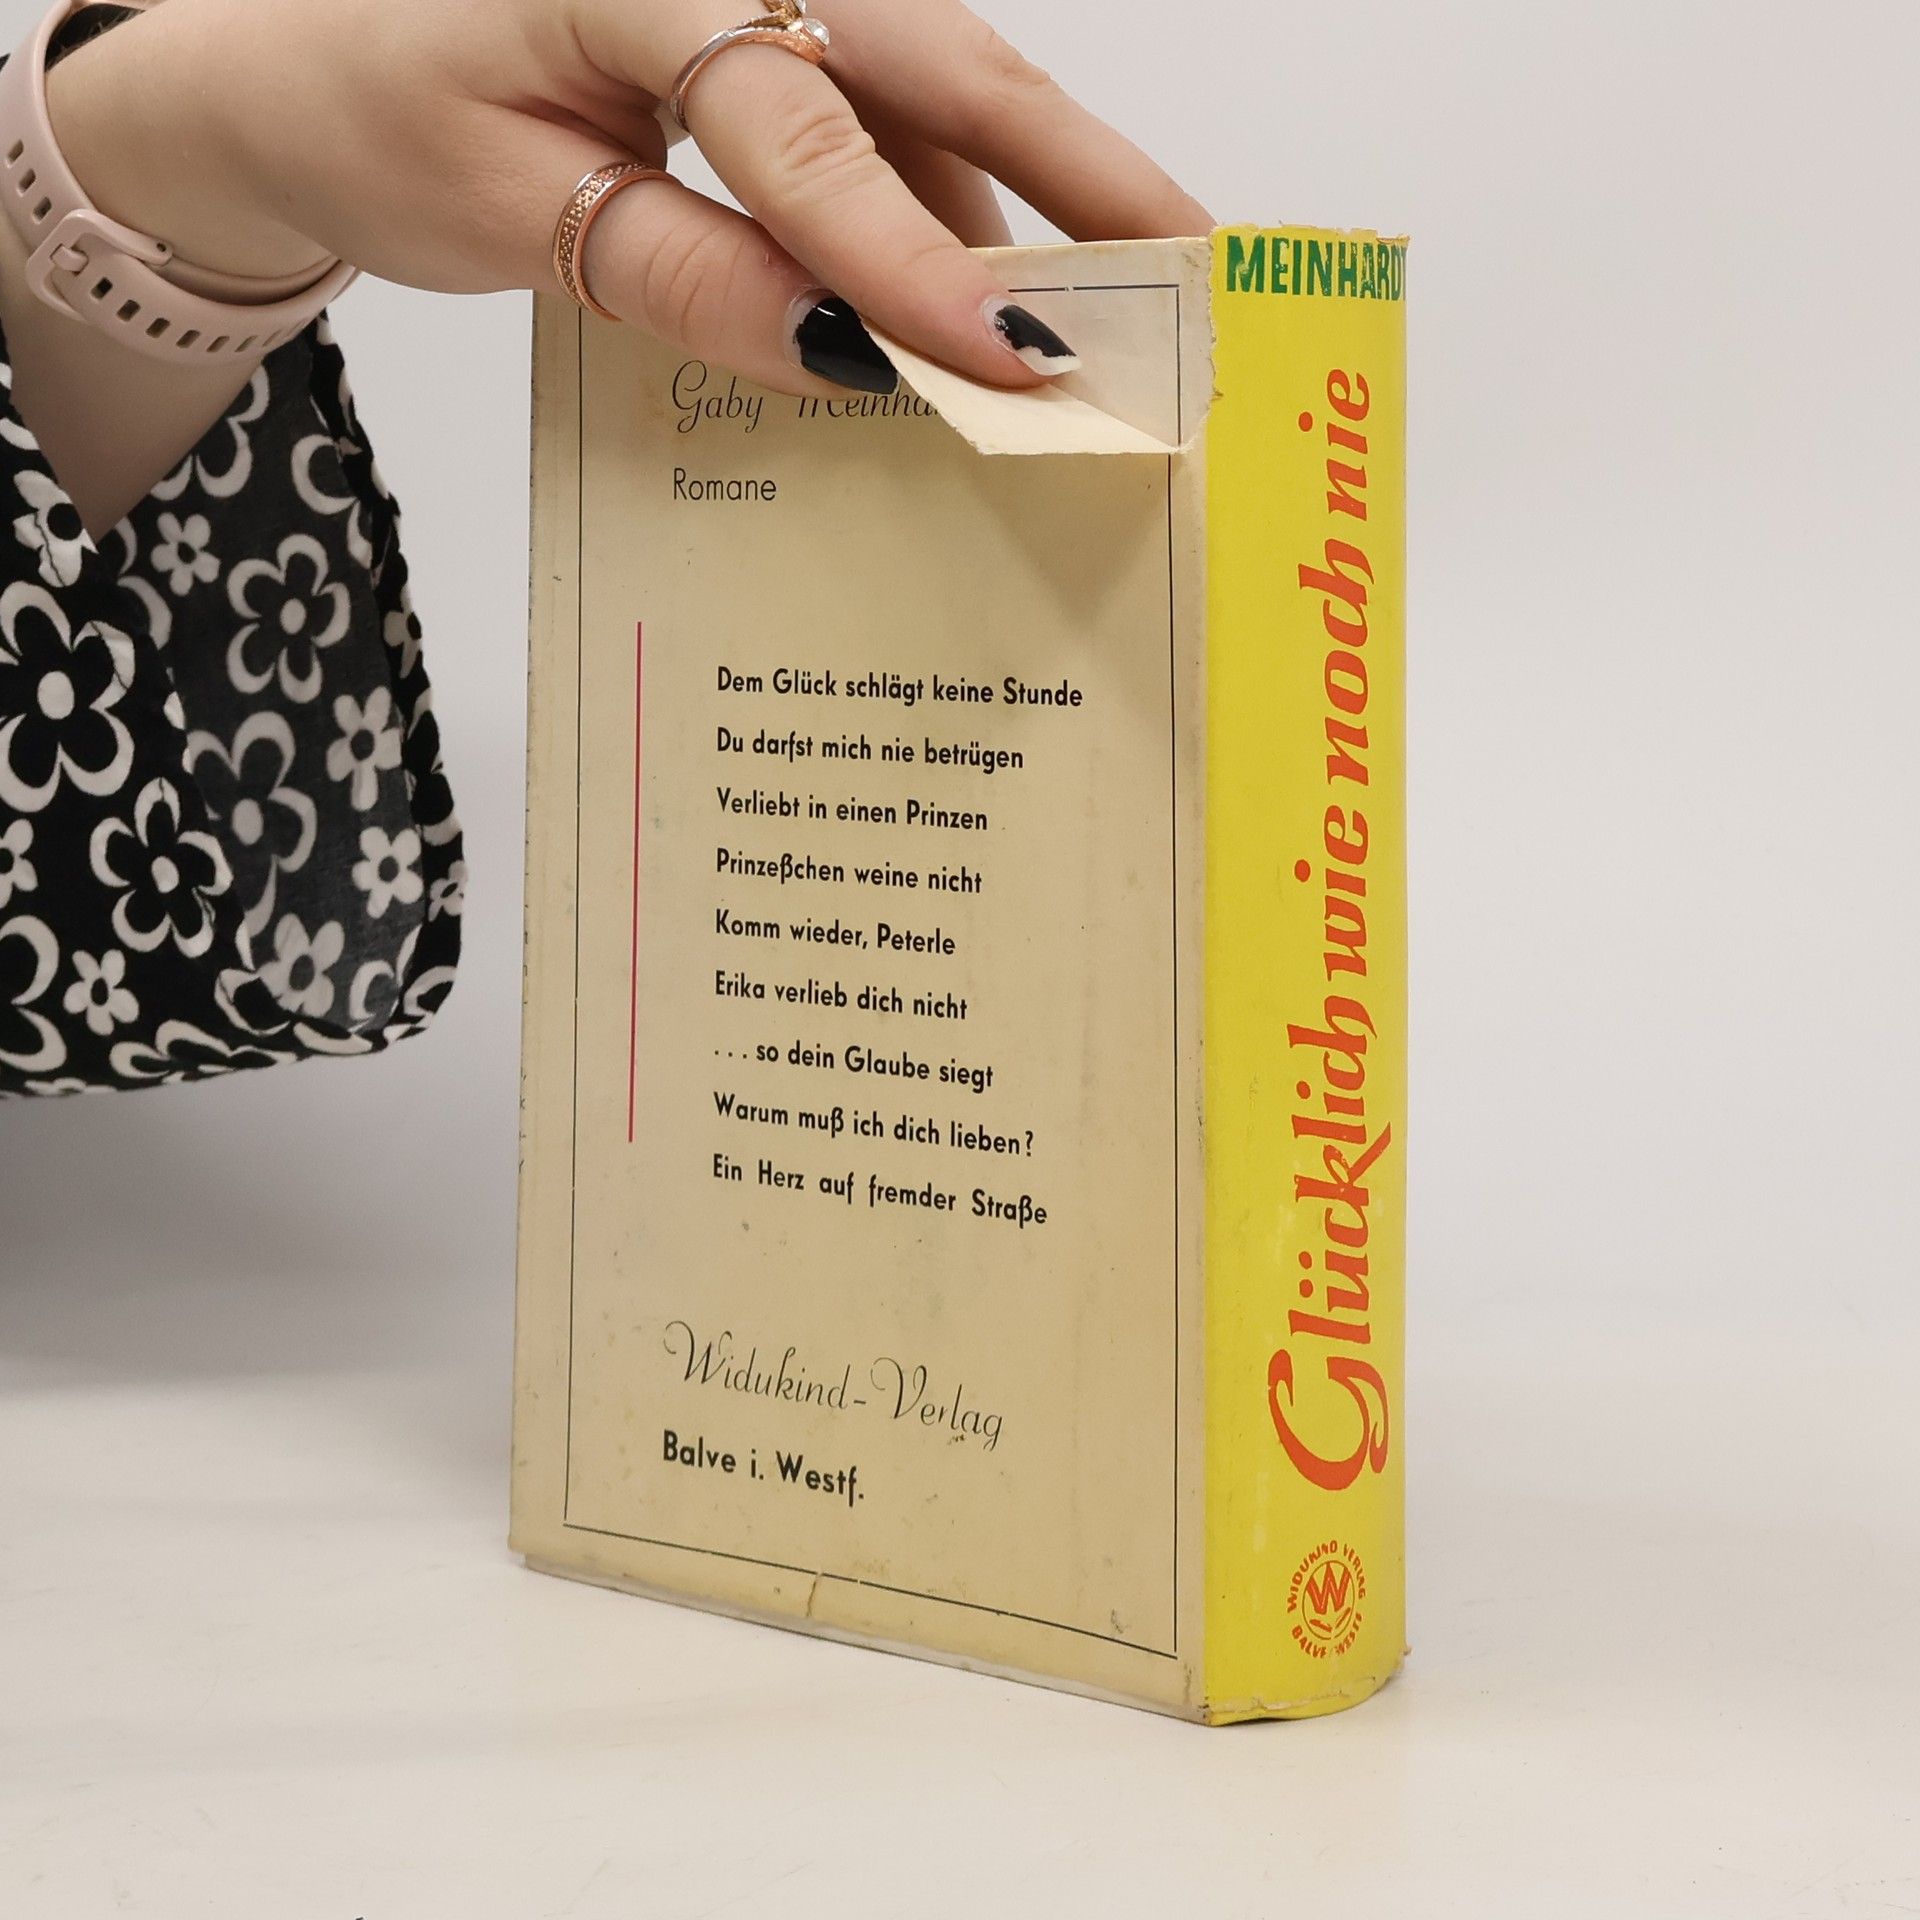 Gaby
Romane
Dem Glück schlägt keine Stunde
Du darfst mich nie betrügen
Verliebt in einen Prinzen
Prinzeßchen weine nicht
Komm wieder, Peterle
Erika verlieb dich nicht
... so dein Glaube siegt
Warum muß ich dich lieben?
Ein Herz auf fremder Straße
Widukind-Verlag
Balve i. Westf.
MEINHARDT
Glücklich wie noch nie
WIDUKIND VERLAG
W
BALVE WESTF